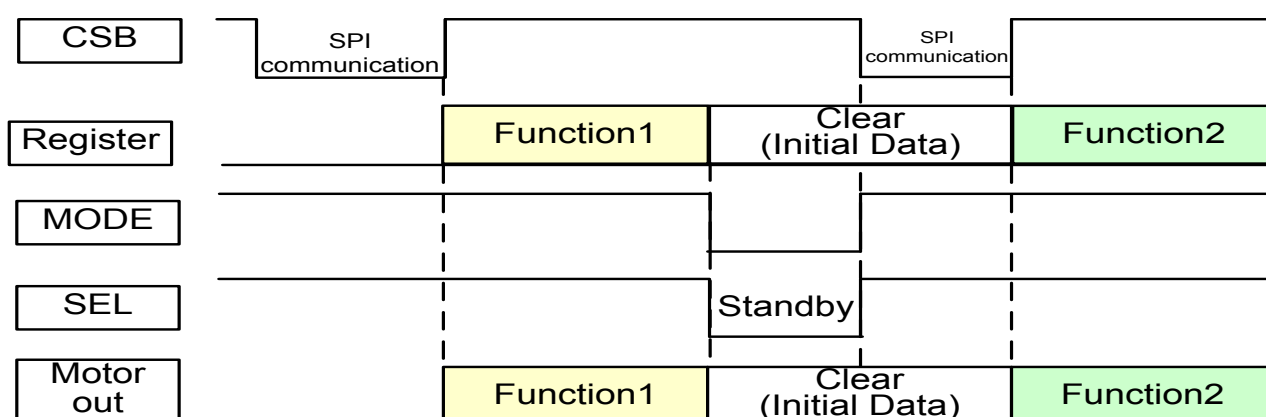 CSB
SPI
communication
SPI
communication
Register
Function1
Clear
(Initial Data)
Function2
MODE
SEL
Standby
Motor
out
Function1
Clear
(Initial Data)
Function2